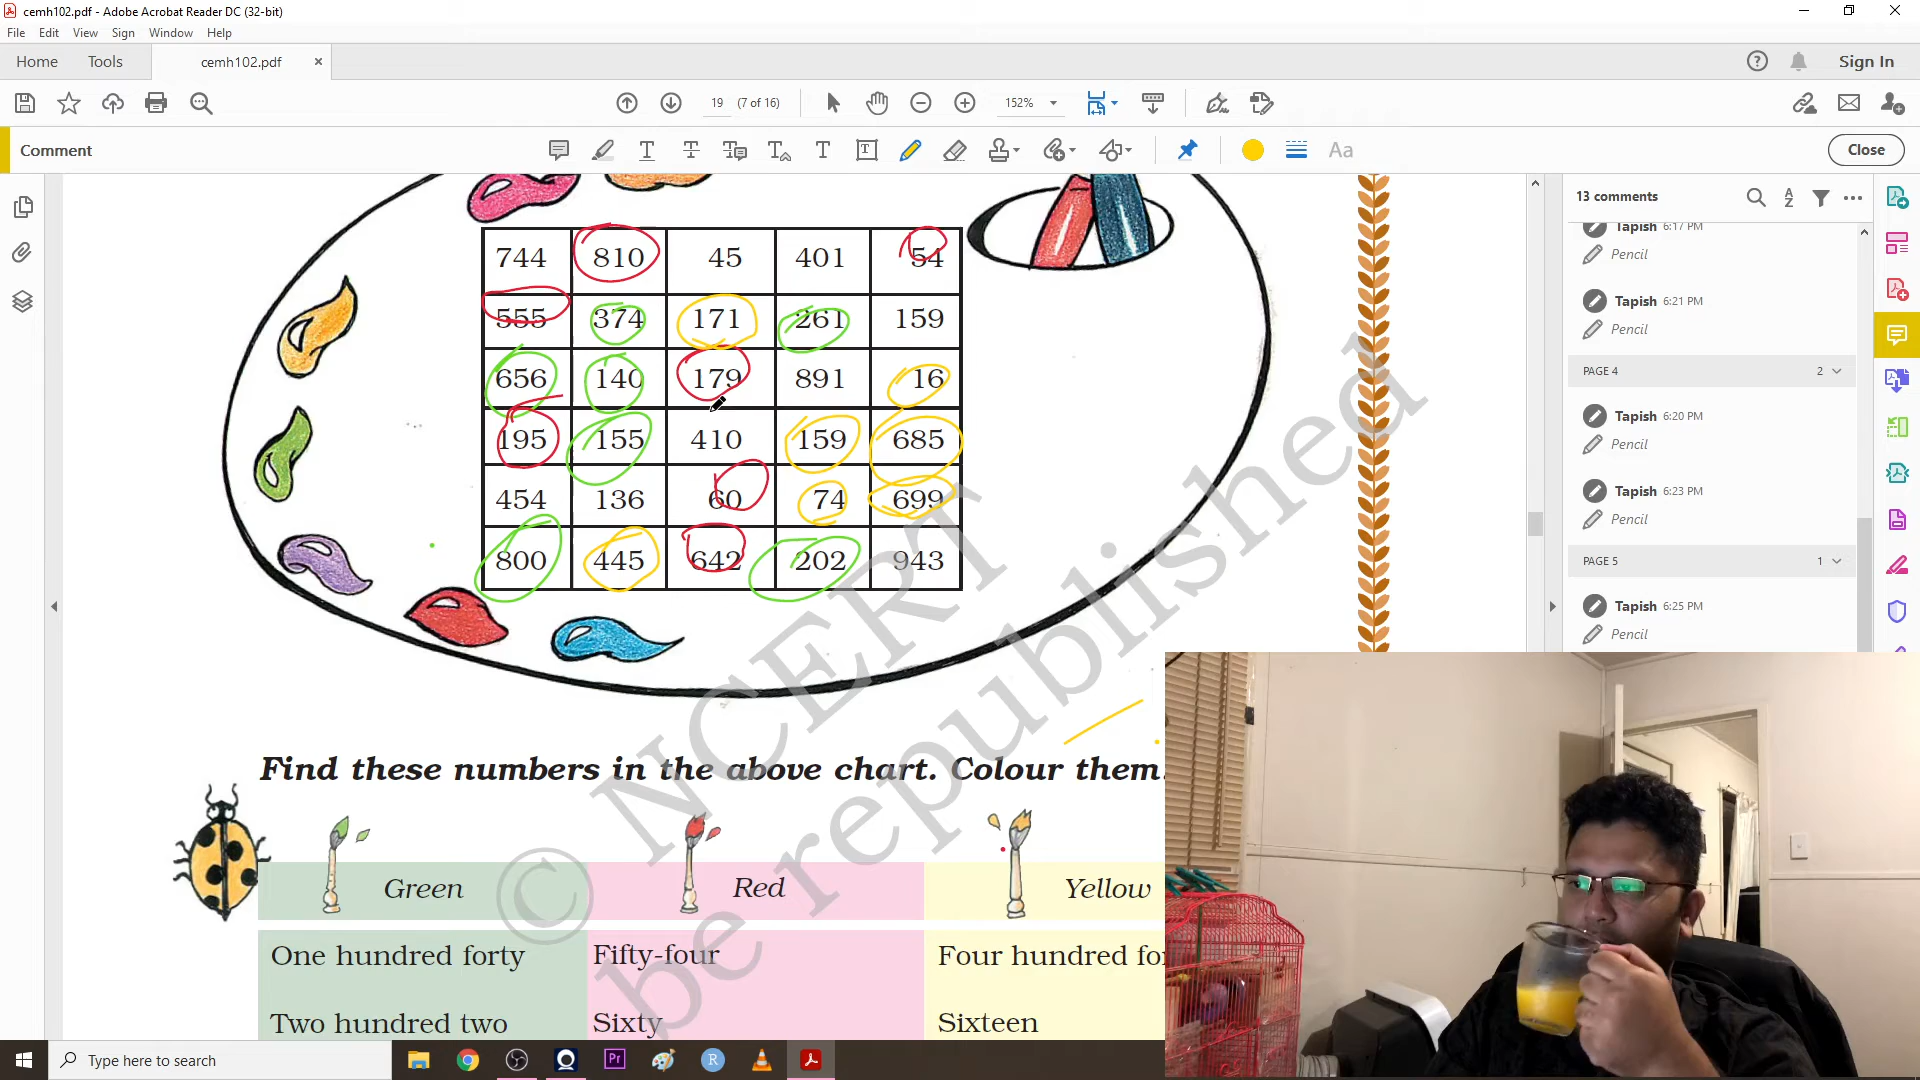 cemh102.pdf - Adobe Acrobat Reader DC (32-bit)
File Edit View Sign Window Help
Home Tools cemh102.pdf × Sign In
19 (7 of 16) 152%
Comment Aa Close
13 comments
Tapish 6:17 PM
Pencil
Tapish 6:21 PM
Pencil
PAGE 4 2
Tapish 6:20 PM
Pencil
Tapish 6:23 PM
Pencil
PAGE 5 1
Tapish 6:25 PM
Pencil
744 810 45 401 54
555 374 171 261 159
656 140 179 891 16
195 155 410 159 685
454 136 60 74 699
800 445 642 202 943
© NCERT
be republished
Find these numbers in the above chart. Colour them.
Green Red Yellow
One hundred forty Fifty-four Four hundred for
Two hundred two Sixty Sixteen
Type here to search Pr R